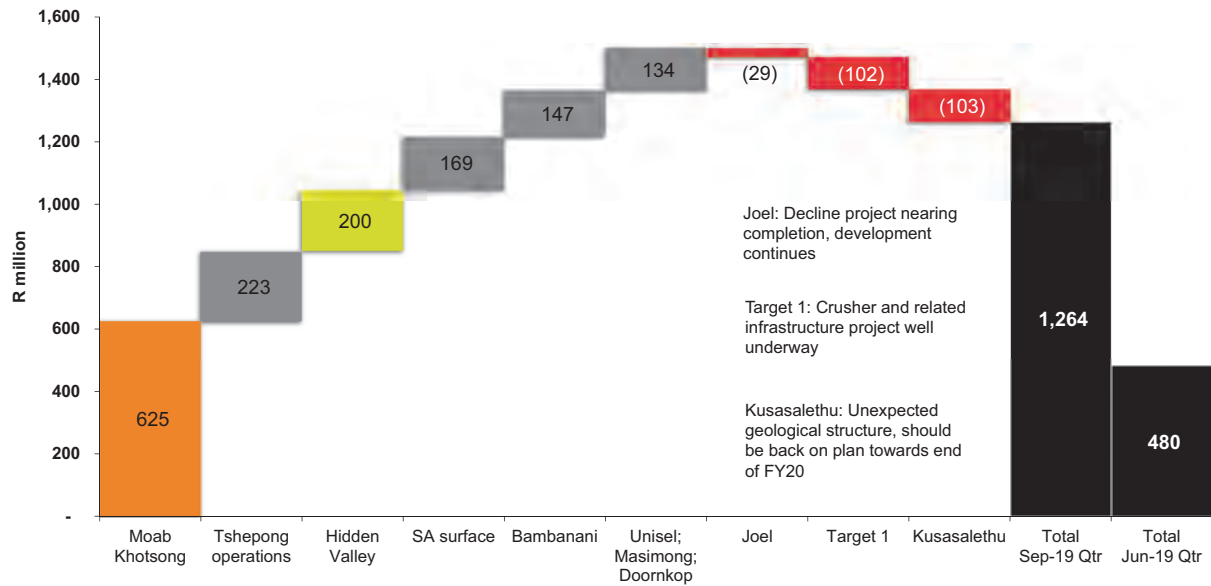 1,600
1,400
1,200
1,000
800
600
400
200
-
R million
625
223
200
169
147
134
(29)
(102)
(103)
1,264
480
Joel: Decline project nearing
completion, development
continues
Target 1: Crusher and related
infrastructure project well
underway
Kusasalethu: Unexpected
geological structure, should
be back on plan towards end
of FY20
Moab
Khotsong
Tshepong
operations
Hidden
Valley
SA surface
Bambanani
Unisel;
Masimong;
Doornkop
Joel
Target 1
Kusasalethu
Total
Sep-19 Qtr
Total
Jun-19 Qtr